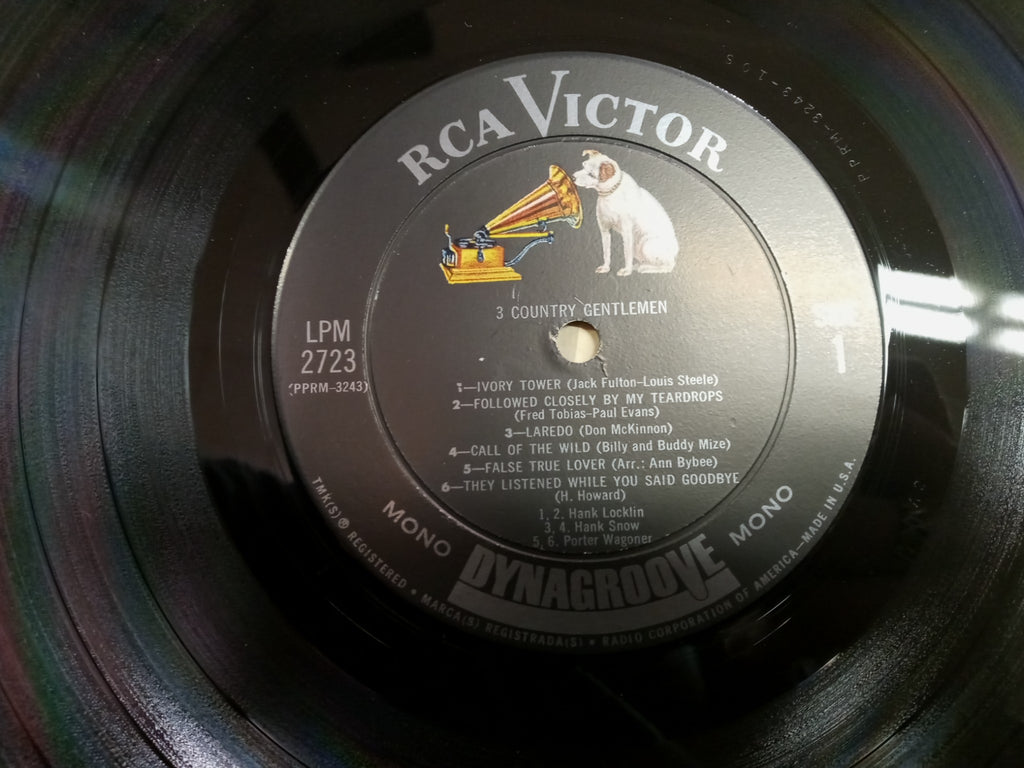 RCA VICTOR
3 COUNTRY GENTLEMEN
LPM
2723
(PPRM-3243)
1
1—IVORY TOWER (Jack Fulton-Louis Steele)
2—FOLLOWED CLOSELY BY MY TEARDROPS
(Fred Tobias-Paul Evans)
3—LAREDO (Don McKinnon)
4—CALL OF THE WILD (Billy and Buddy Mize)
5—FALSE TRUE LOVER (Arr.: Ann Bybee)
6—THEY LISTENED WHILE YOU SAID GOODBYE
(H. Howard)
1, 2. Hank Locklin
3, 4. Hank Snow
5, 6. Porter Wagoner
MONO
DYNAGROOVE
MONO
TMK(S) ® REGISTERED • MARCA(S) REGISTRADA(S) • RADIO CORPORATION OF AMERICA—MADE IN U.S.A.